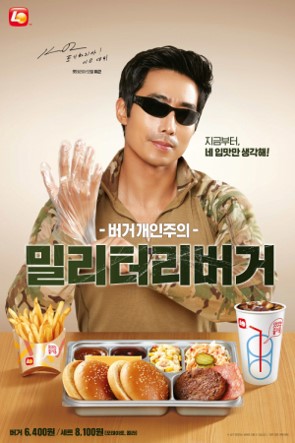 지금부터,
네 입맛만 생각해!
- 버거개인주의 -
밀리터리버거
버거 6,400원 / 세트 8,100원